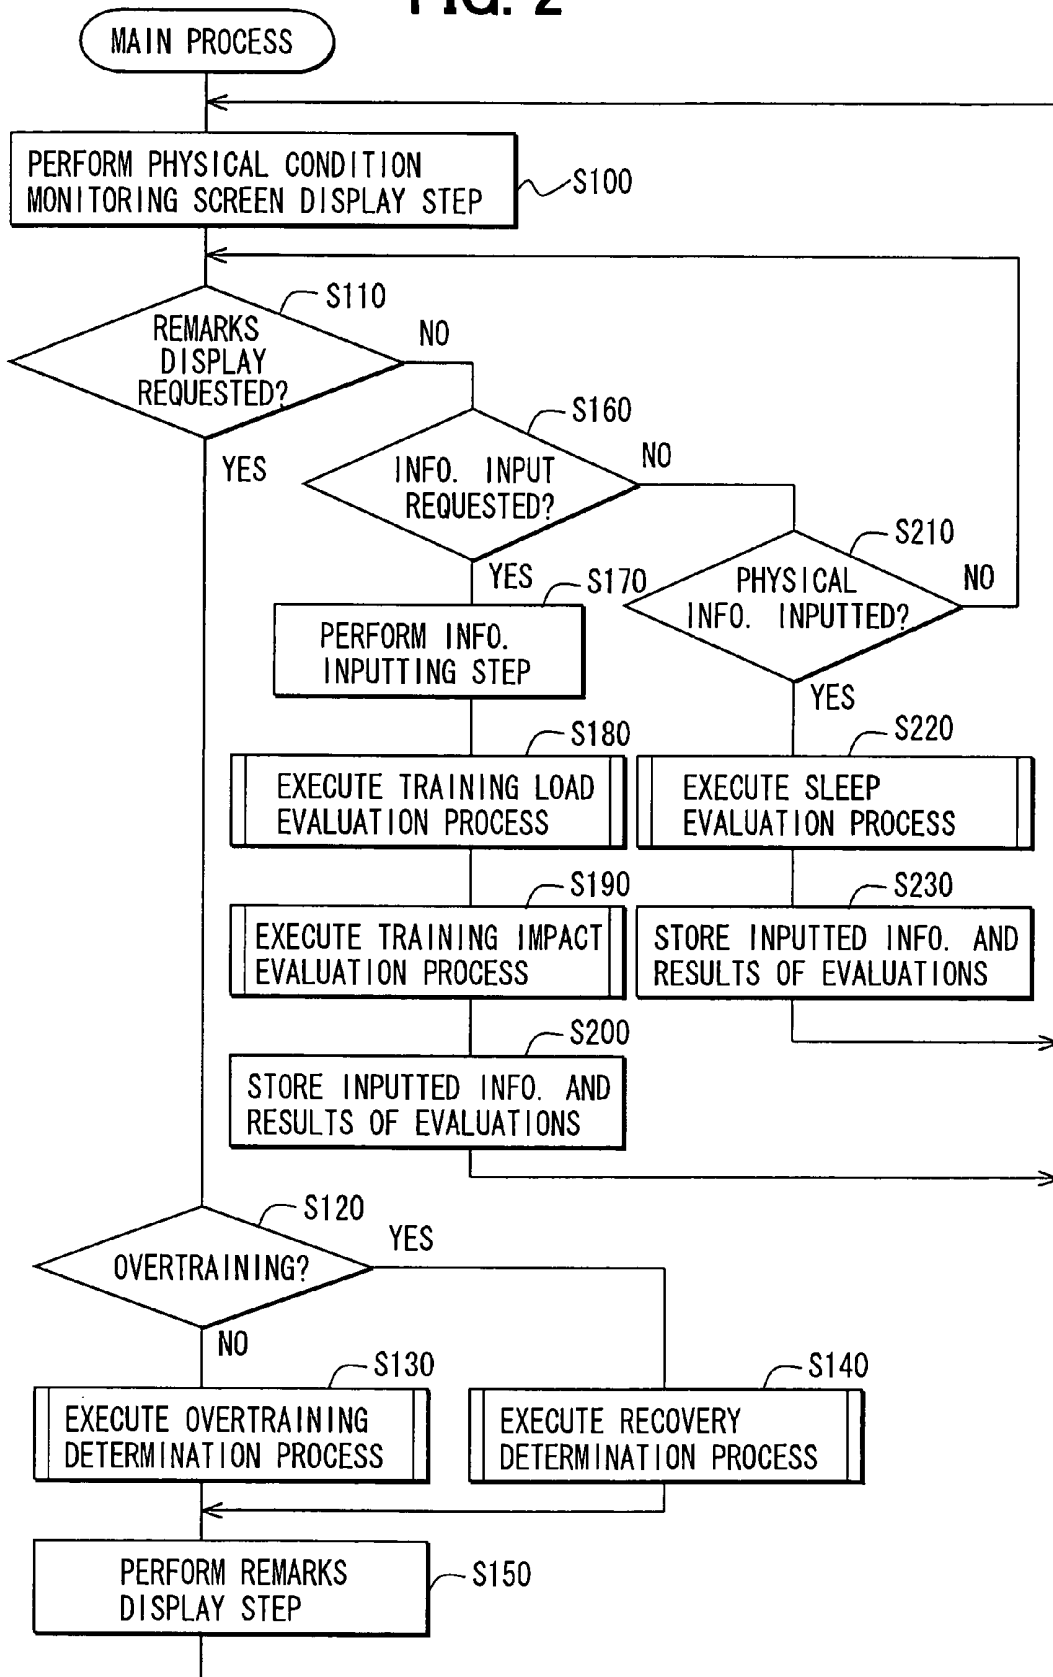 FIG. 2
MAIN PROCESS
PERFORM PHYSICAL CONDITION
MONITORING SCREEN DISPLAY STEP
S100
S110
REMARKS
DISPLAY
REQUESTED?
NO
YES
S160
INFO. INPUT
REQUESTED?
NO
YES
S210
PHYSICAL
INFO. INPUTTED?
NO
YES
S170
PERFORM INFO.
INPUTTING STEP
S180
EXECUTE TRAINING LOAD
EVALUATION PROCESS
S220
EXECUTE SLEEP
EVALUATION PROCESS
S190
EXECUTE TRAINING IMPACT
EVALUATION PROCESS
S230
STORE INPUTTED INFO. AND
RESULTS OF EVALUATIONS
S200
STORE INPUTTED INFO. AND
RESULTS OF EVALUATIONS
S120
OVERTRAINING?
YES
NO
S130
EXECUTE OVERTRAINING
DETERMINATION PROCESS
S140
EXECUTE RECOVERY
DETERMINATION PROCESS
PERFORM REMARKS
DISPLAY STEP
S150